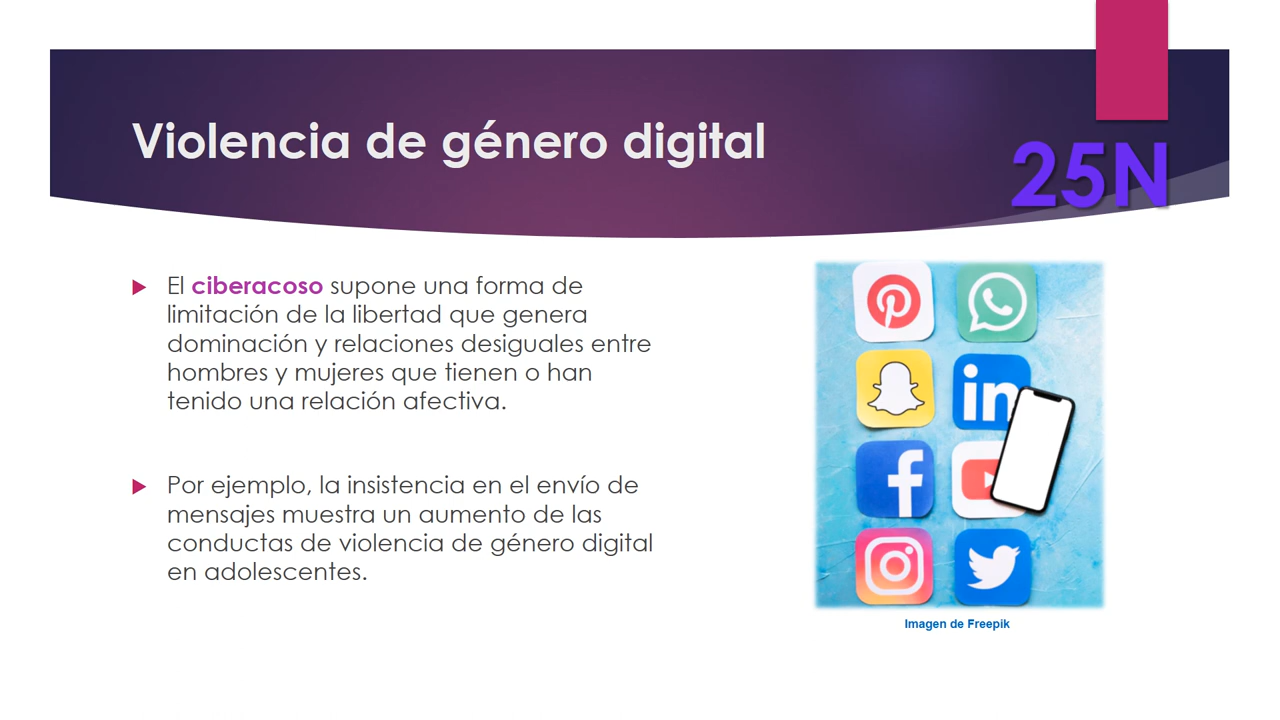 Violencia de género digital
25N
El ciberacoso supone una forma de
limitación de la libertad que genera
dominación y relaciones desiguales entre
hombres y mujeres que tienen o han
tenido una relación afectiva.
Por ejemplo, la insistencia en el envío de
mensajes muestra un aumento de las
conductas de violencia de género digital
en adolescentes.
in
Imagen de Freepik